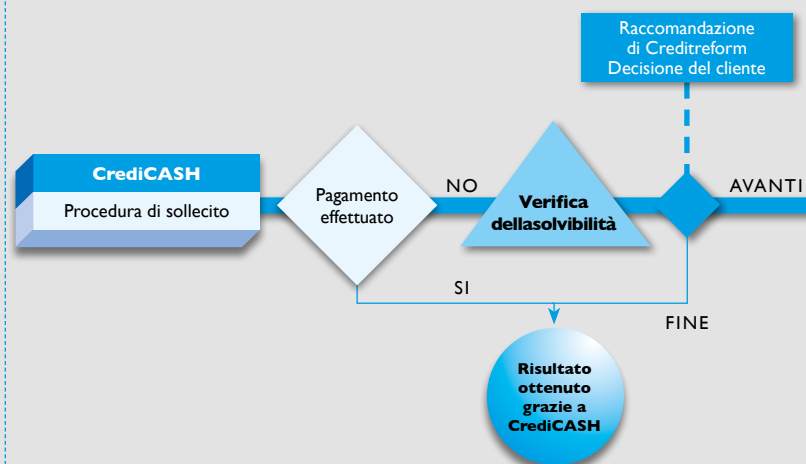 Raccomandazione
di Creditreform
Decisione del cliente
CrediCASH
Procedura di sollecito
Pagamento
effettuato
NO
Verifica
dellasolvibilità
AVANTI
SI
FINE
Risultato
ottenuto
grazie a
CrediCASH